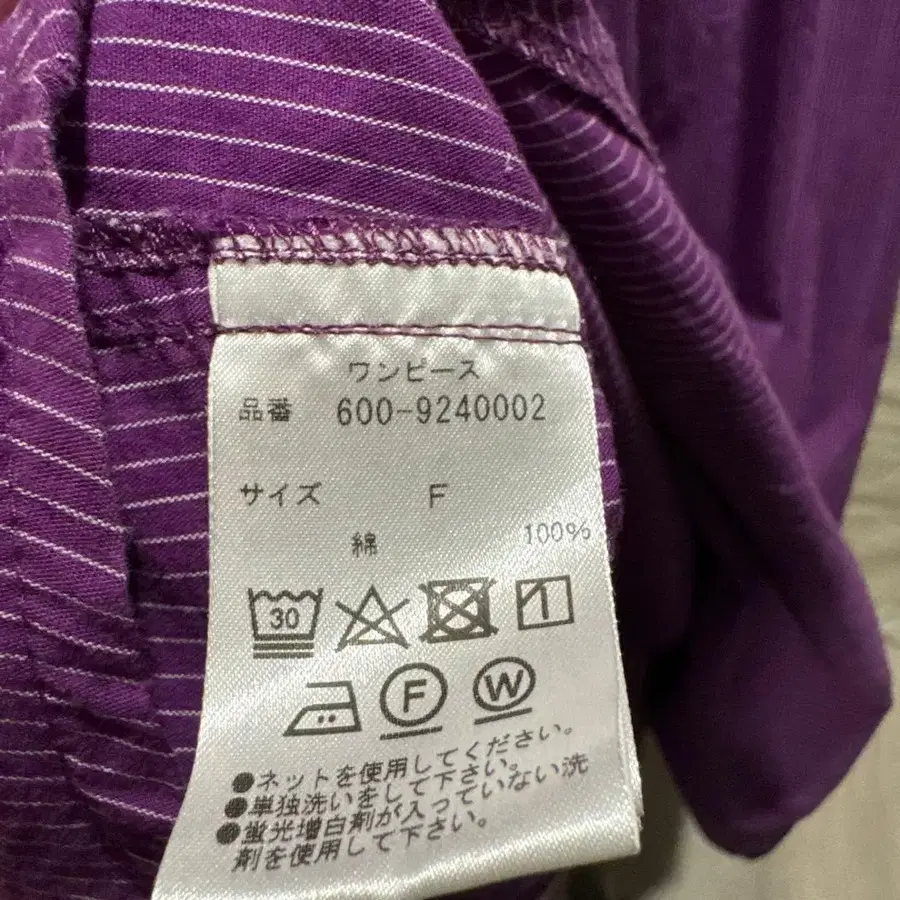 ワンピース
品番 600-9240002
サイズ F
綿 100%
30
F W
●ネットを使用してください。
●単独洗いをして下さい。
●蛍光増白剤が入っていない洗
剤を使用して下さい。